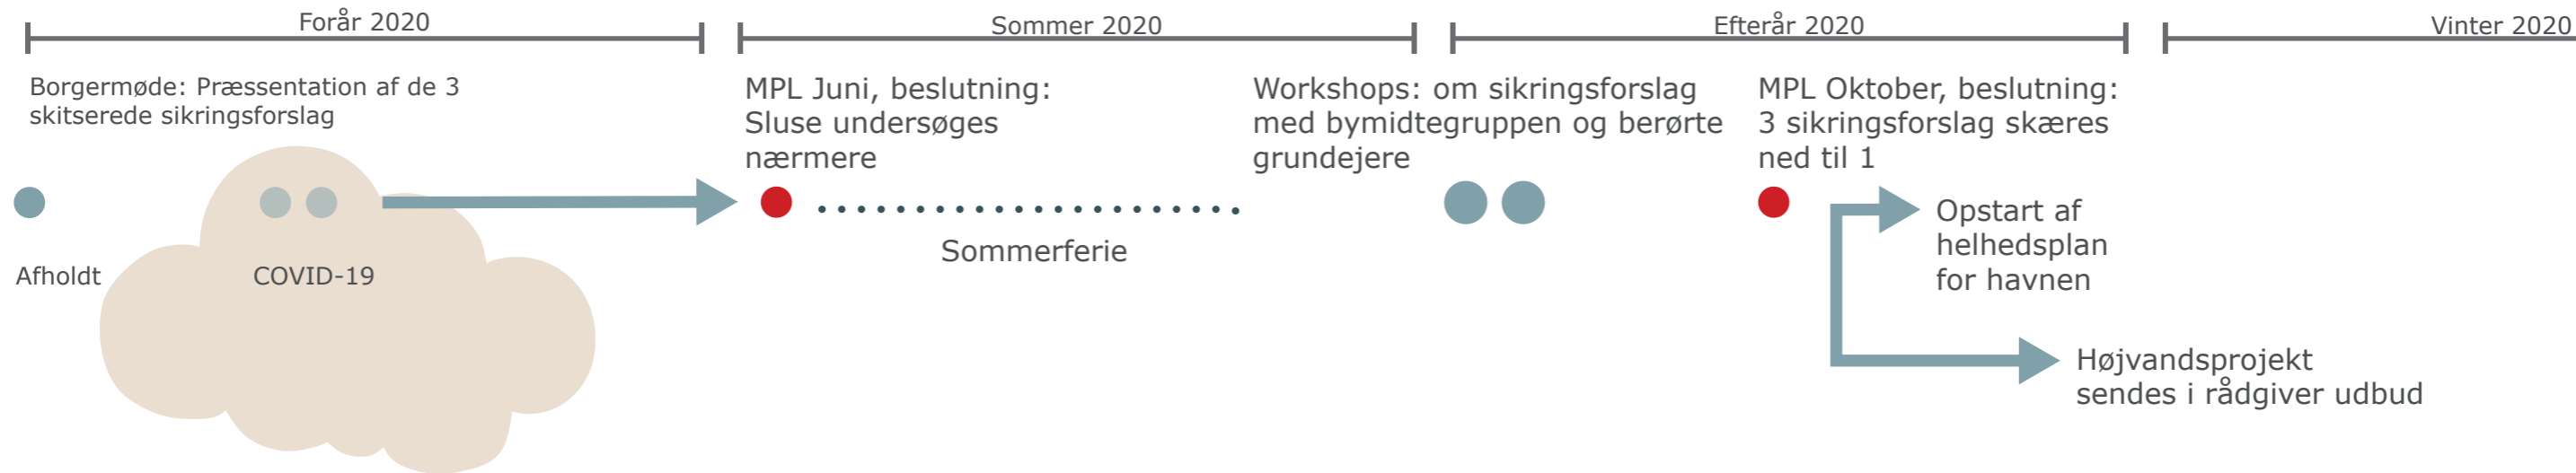 Forår 2020
Sommer 2020
Efterår 2020
Vinter 2020
Borgermøde: Præssentation af de 3
skitserede sikringsforslag
MPL Juni, beslutning:
Sluse undersøges
nærmere
Workshops: om sikringsforslag
med bymidtegruppen og berørte
grundejere
MPL Oktober, beslutning:
3 sikringsforslag skæres
ned til 1
Afholdt
COVID-19
Sommerferie
Opstart af
helhedsplan
for havnen
Højvandsprojekt
sendes i rådgiver udbud